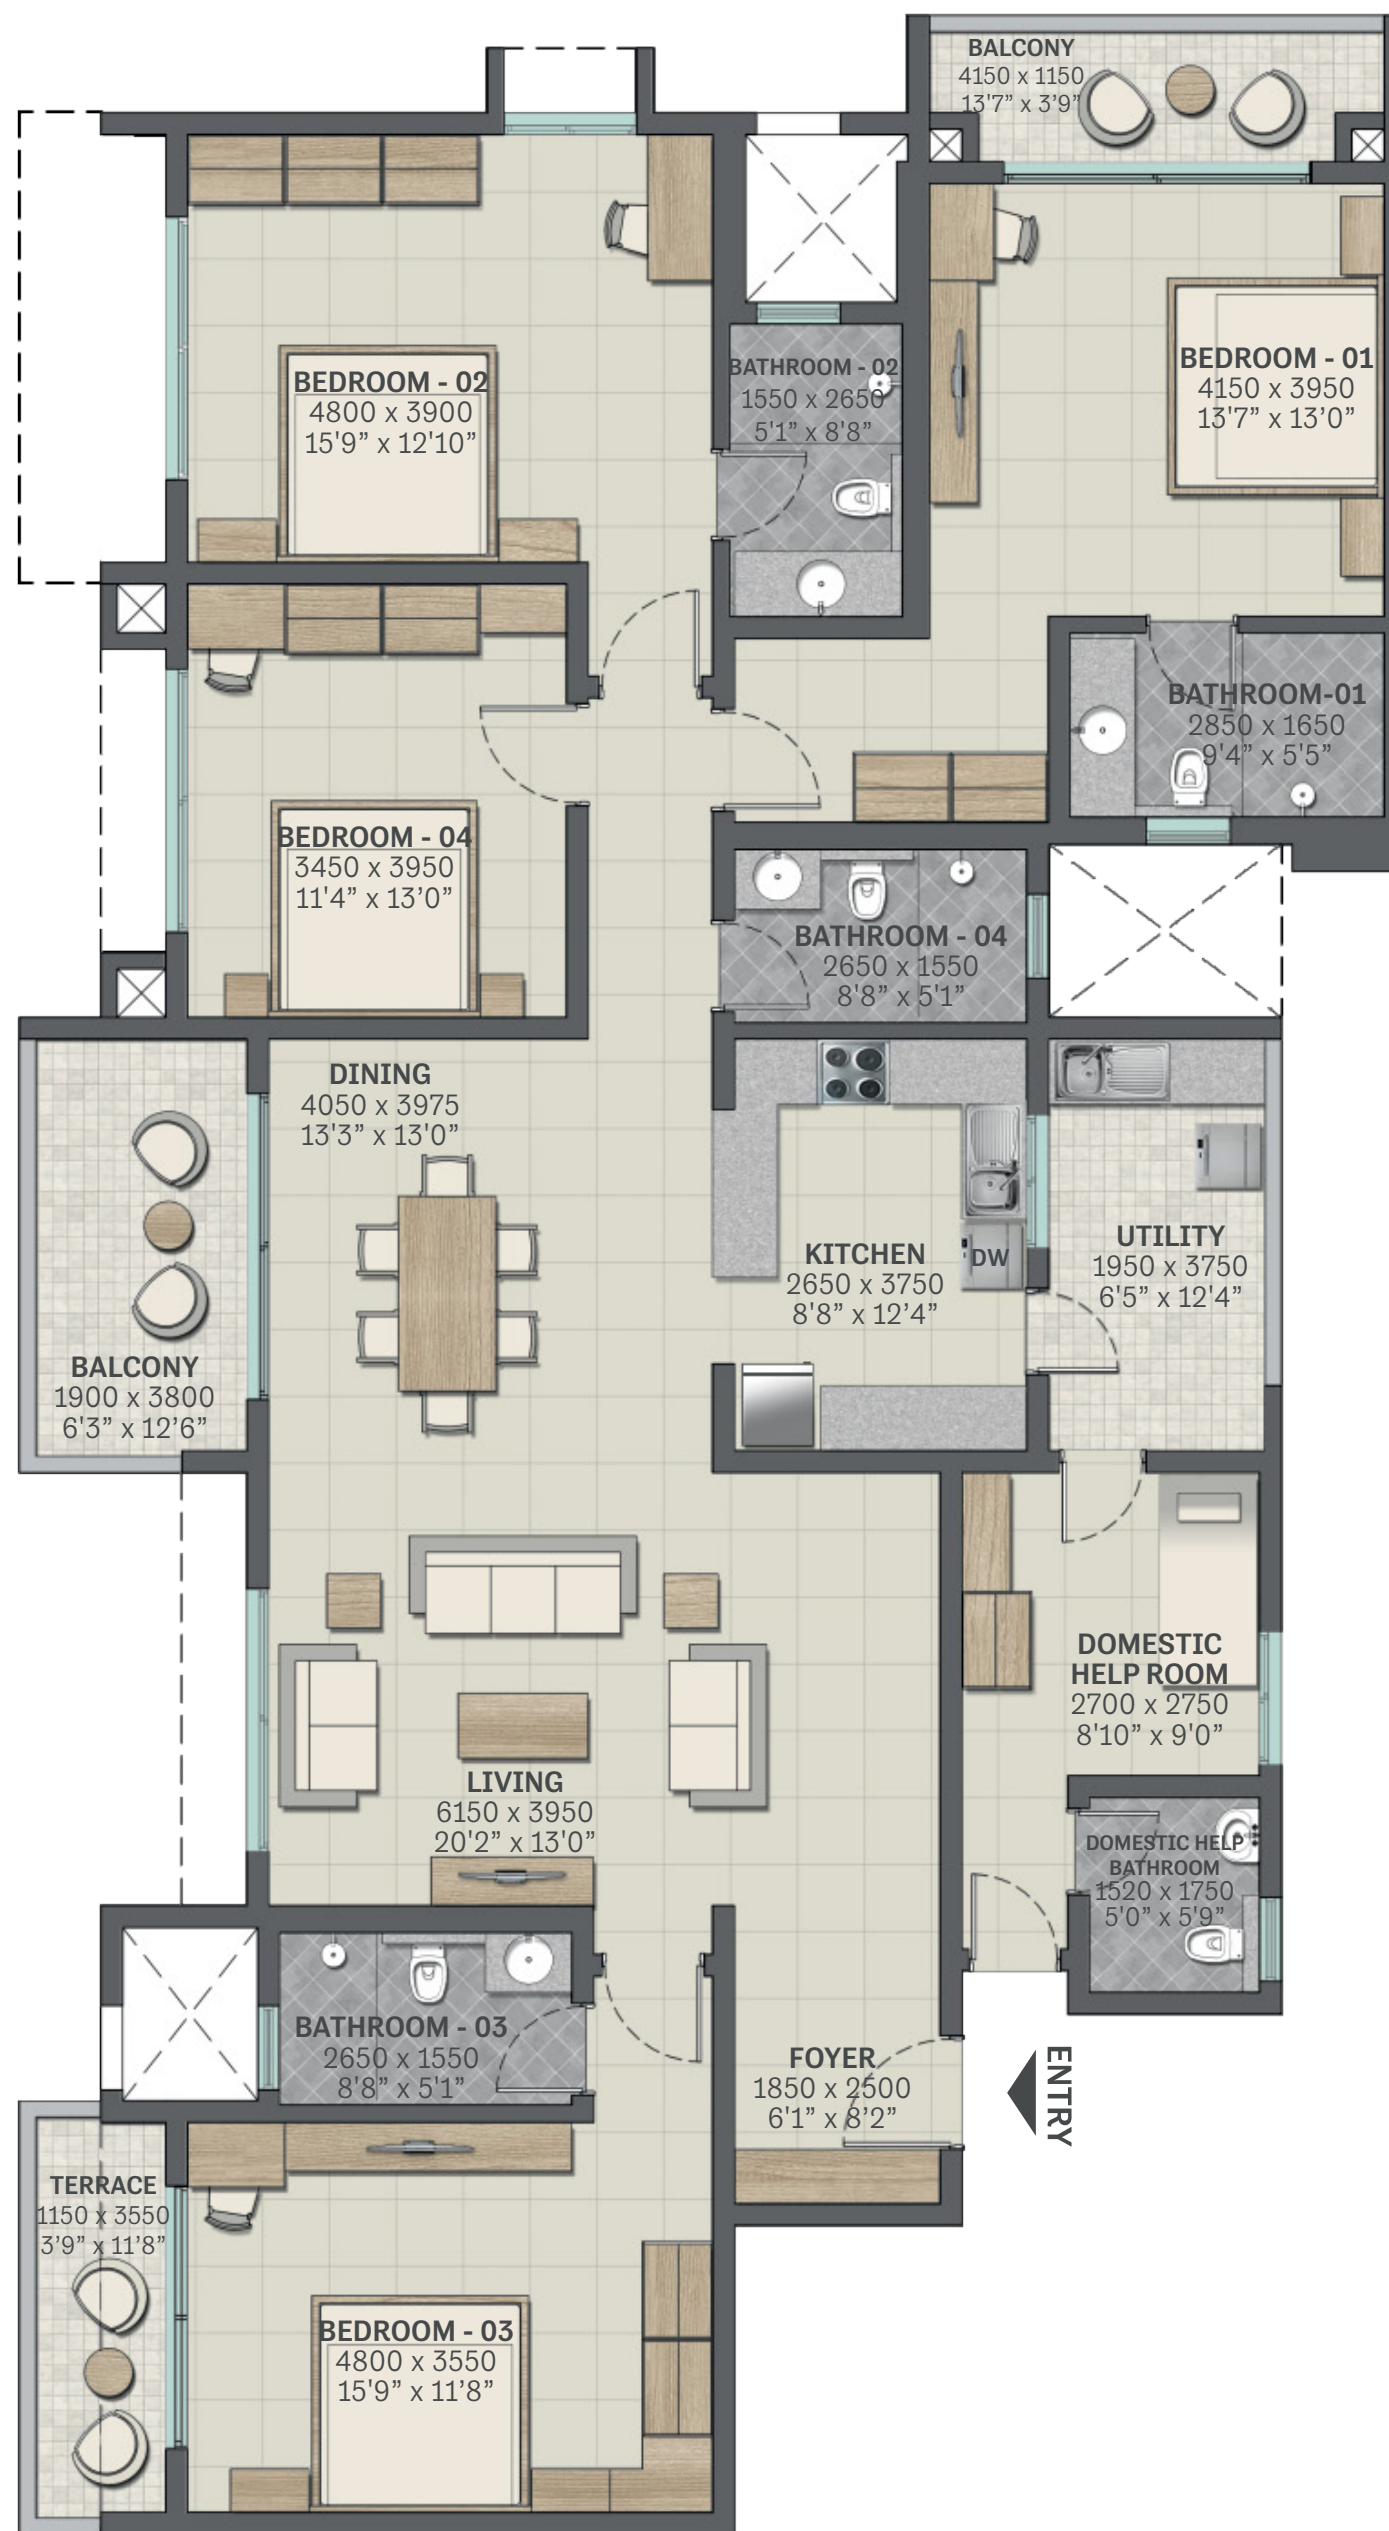 BALCONY
4150 x 1150
13'7” x 3'9”
BEDROOM - 02
4800 x 3900
15'9” x 12'10”
BATHROOM - 02
1550 x 2650
5'1” x 8'8”
BEDROOM - 01
4150 x 3950
13'7” x 13’0”
BATHROOM-01
2850 x 1650
9'4” x 5'5”
BEDROOM - 04
3450 x 3950
11'4” x 13’0”
BATHROOM - 04
2650 x 1550
8'8” x 5'1”
DINING
4050 x 3975
13'3” x 13’0”
KITCHEN
2650 x 3750
8'8” x 12’4”
DW
UTILITY
1950 x 3750
6'5” x 12’4”
BALCONY
1900 x 3800
6'3” x 12’6”
DOMESTIC
HELP ROOM
2700 x 2750
8'10” x 9’0”
LIVING
6150 x 3950
20'2” x 13’0”
DOMESTIC HELP
BATHROOM
1520 x 1750
5'0” x 5’9”
BATHROOM - 03
2650 x 1550
8'8” x 5'1”
FOYER
1850 x 2500
6'1” x 8’2”
ENTRY
TERRACE
1150 x 3550
3'9” x 11’8”
BEDROOM - 03
4800 x 3550
15'9” x 11’8”